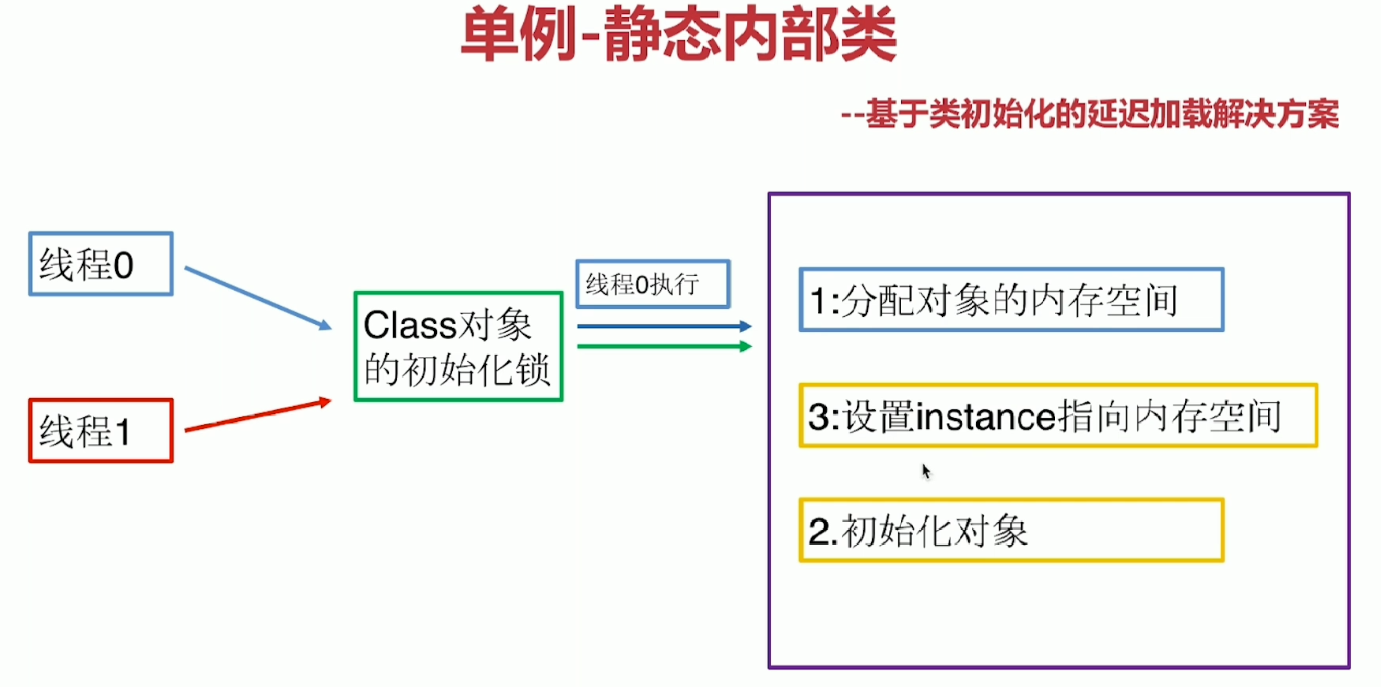 单例-静态内部类
--基于类初始化的延迟加载解决方案
线程0
线程1
Class对象
的初始化锁
线程0执行
1:分配对象的内存空间
3:设置instance指向内存空间
2.初始化对象